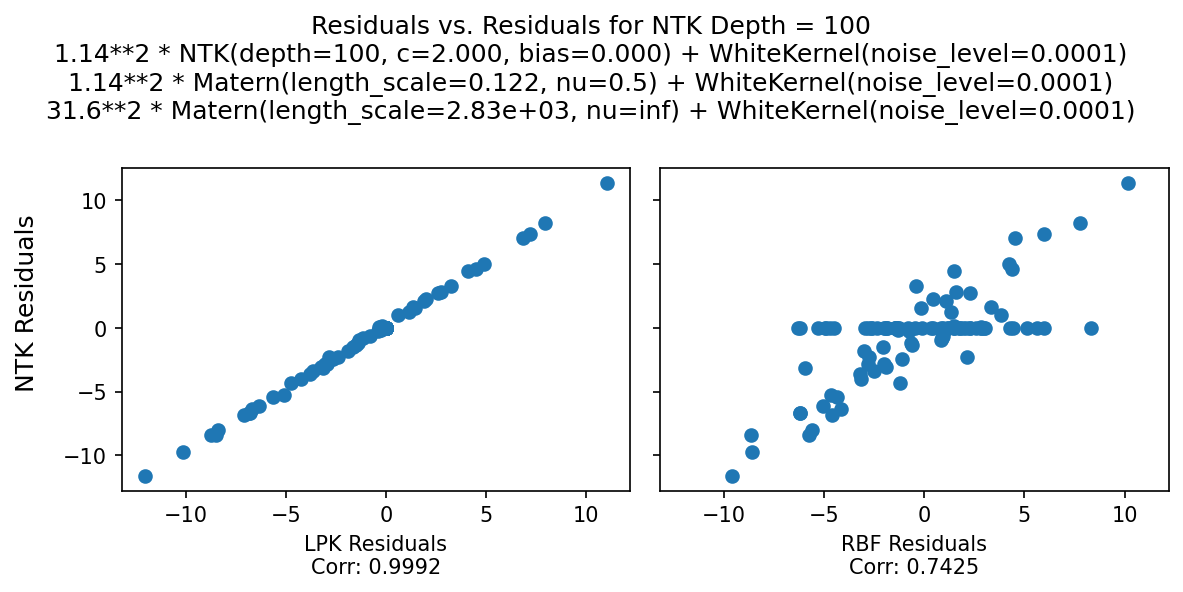 Residuals vs. Residuals for NTK Depth = 100
1.14**2 * NTK(depth=100, c=2.000, bias=0.000) + WhiteKernel(noise_level=0.0001)
1.14**2 * Matern(length_scale=0.122, nu=0.5) + WhiteKernel(noise_level=0.0001)
31.6**2 * Matern(length_scale=2.83e+03, nu=inf) + WhiteKernel(noise_level=0.0001)
NTK Residuals
10
5
0
−5
−10
−10 −5 0 5 10
LPK Residuals
Corr: 0.9992
−10 −5 0 5 10
RBF Residuals
Corr: 0.7425